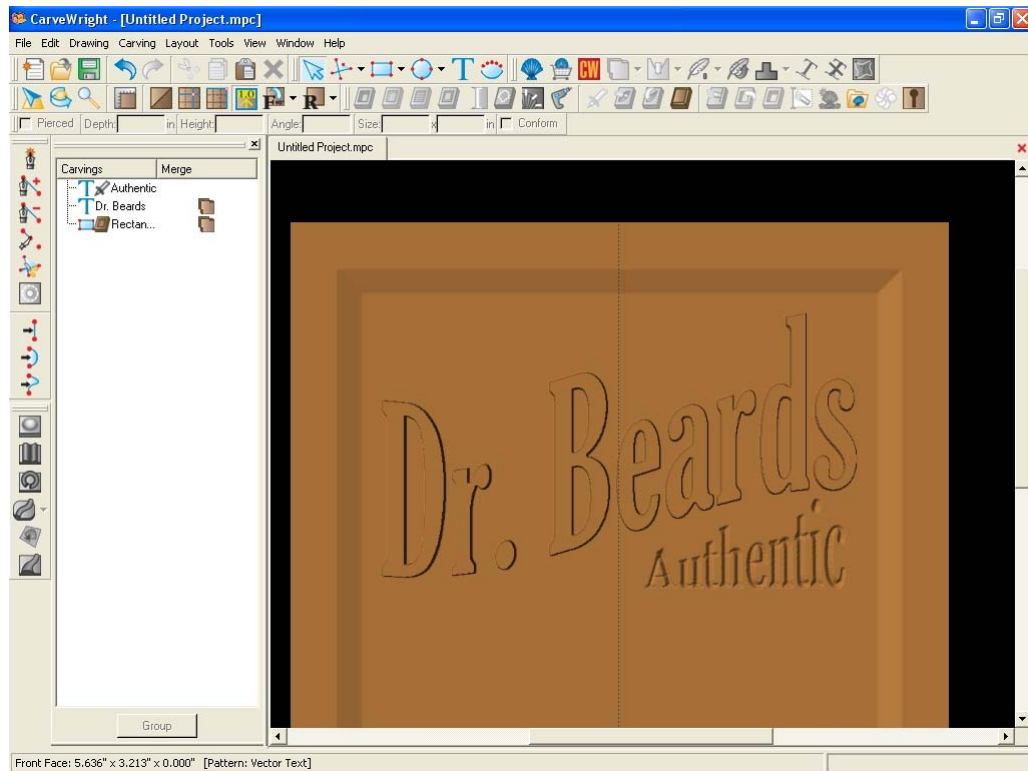 CarveWright - [Untitled Project.mpc]
File Edit Drawing Carving Layout Tools View Window Help
T CW
F R
Pierced Depth: in Height: Angle: Size: x in Conform
Untitled Project.mpc
Carvings Merge
Authentic
Dr. Beards
Rectan...
Dr. Beards
Authentic
Group
Front Face: 5.636" x 3.213" x 0.000" [Pattern: Vector Text]